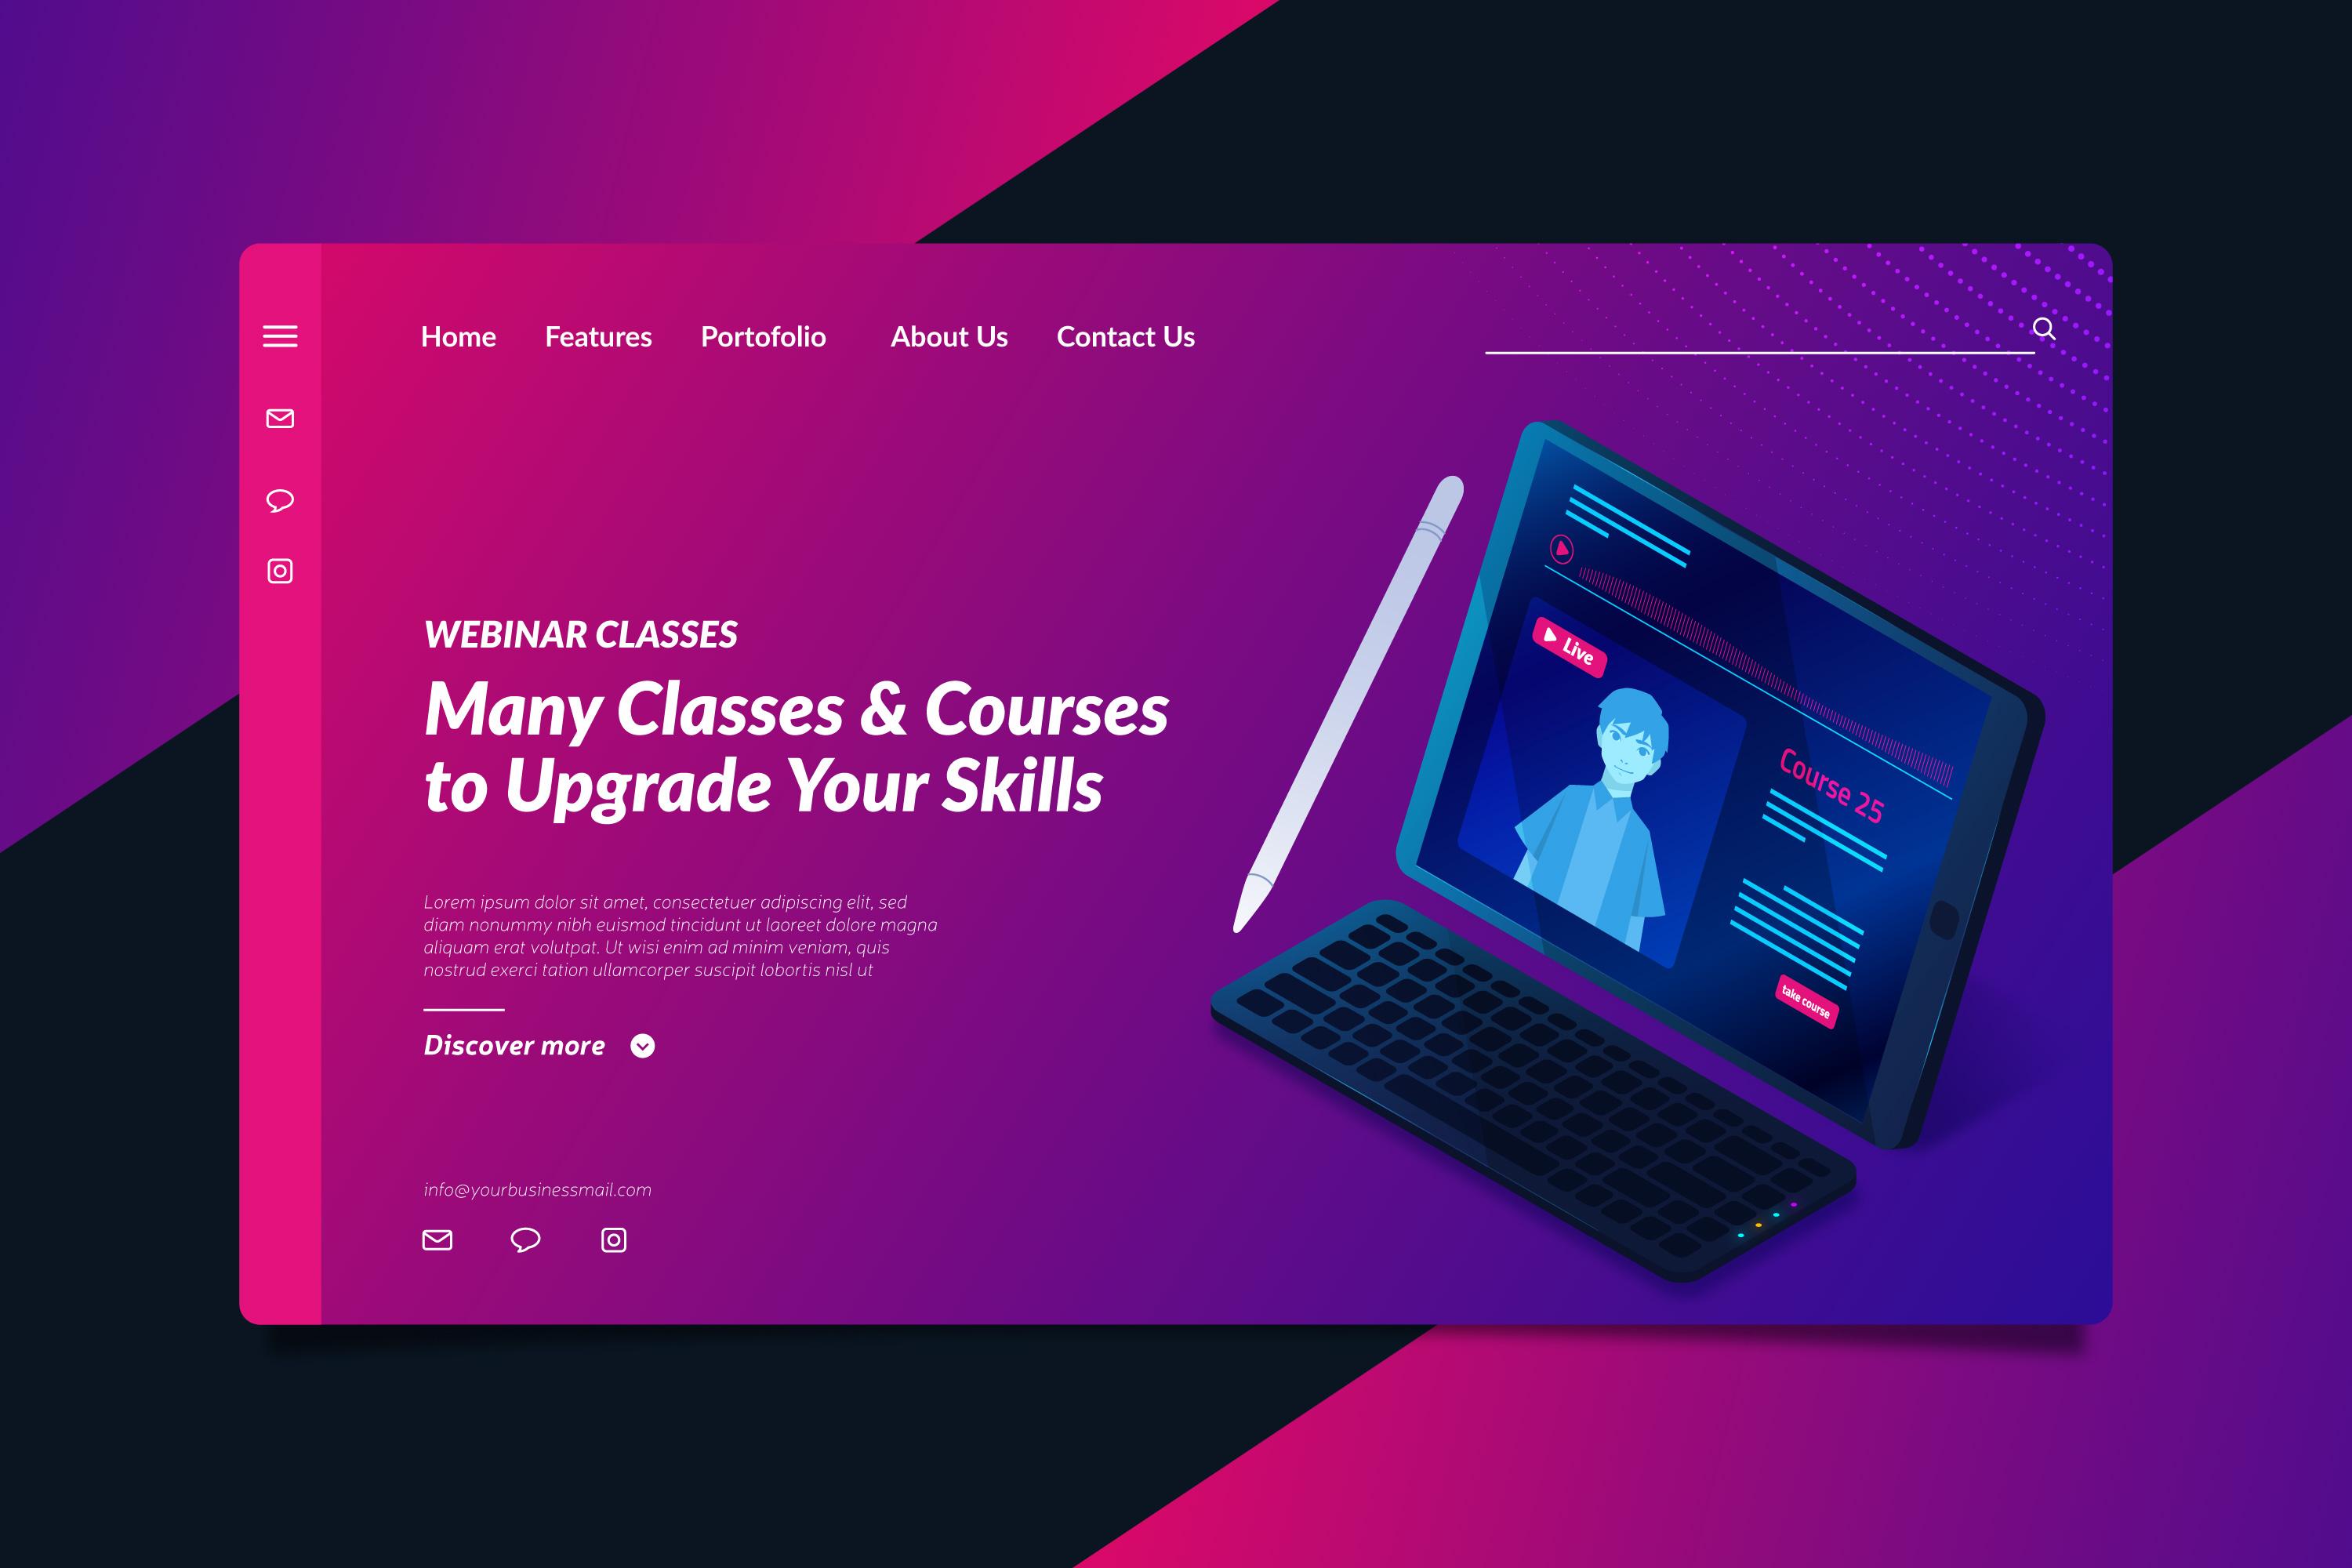 Home Features Portofolio About Us Contact Us
WEBINAR CLASSES
Many Classes & Courses
to Upgrade Your Skills
Lorem ipsum dolor sit amet, consectetuer adipiscing elit, sed
diam nonummy nibh euismod tincidunt ut laoreet dolore magna
aliquam erat volutpat. Ut wisi enim ad minim veniam, quis
nostrud exerci tation ullamcorper suscipit lobortis nisl ut
Discover more
info@yourbusinessmail.com
Live
Course 25
take course